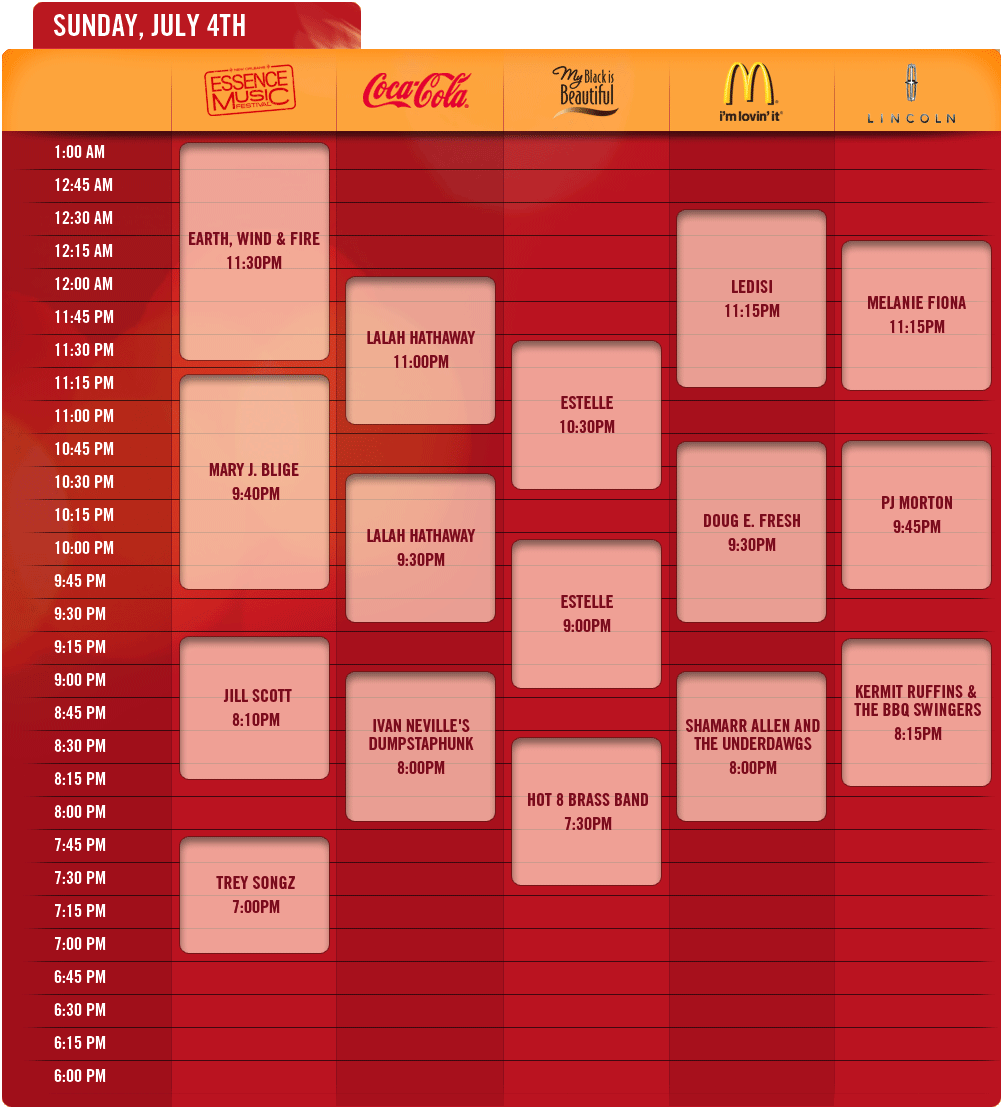 SUNDAY, JULY 4TH
ESSENCE
MUSIC
FESTIVAL
Coca-Cola
My Black is
Beautiful
i'm lovin' it
LINCOLN
1:00 AM
12:45 AM
12:30 AM
12:15 AM
12:00 AM
11:45 PM
11:30 PM
11:15 PM
11:00 PM
10:45 PM
10:30 PM
10:15 PM
10:00 PM
9:45 PM
9:30 PM
9:15 PM
9:00 PM
8:45 PM
8:30 PM
8:15 PM
8:00 PM
7:45 PM
7:30 PM
7:15 PM
7:00 PM
6:45 PM
6:30 PM
6:15 PM
6:00 PM
EARTH, WIND & FIRE
11:30PM
MARY J. BLIGE
9:40PM
JILL SCOTT
8:10PM
TREY SONGZ
7:00PM
LALAH HATHAWAY
11:00PM
LALAH HATHAWAY
9:30PM
IVAN NEVILLE'S
DUMPSTAPHUNK
8:00PM
ESTELLE
10:30PM
ESTELLE
9:00PM
HOT 8 BRASS BAND
7:30PM
LEDISI
11:15PM
DOUG E. FRESH
9:30PM
SHAMARR ALLEN AND
THE UNDERDAWGS
8:00PM
MELANIE FIONA
11:15PM
PJ MORTON
9:45PM
KERMIT RUFFINS &
THE BBQ SWINGERS
8:15PM